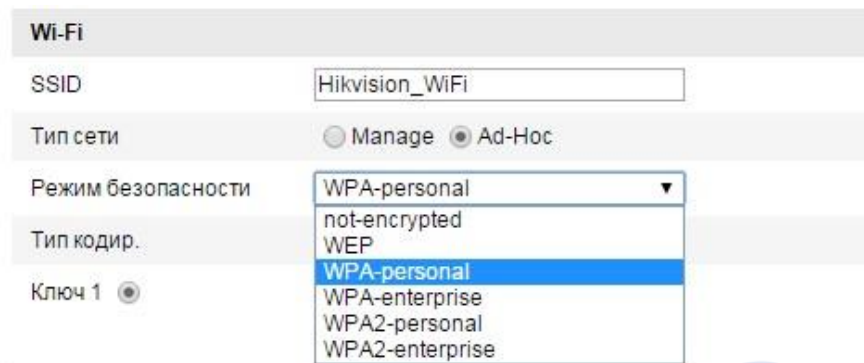 Wi-Fi
SSID Hikvision_WiFi
Тип сети Manage Ad-Hoc
Режим безопасности WPA-personal
not-encrypted
Тип кодир. WEP
WPA-personal
Ключ 1 WPA-enterprise
WPA2-personal
WPA2-enterprise